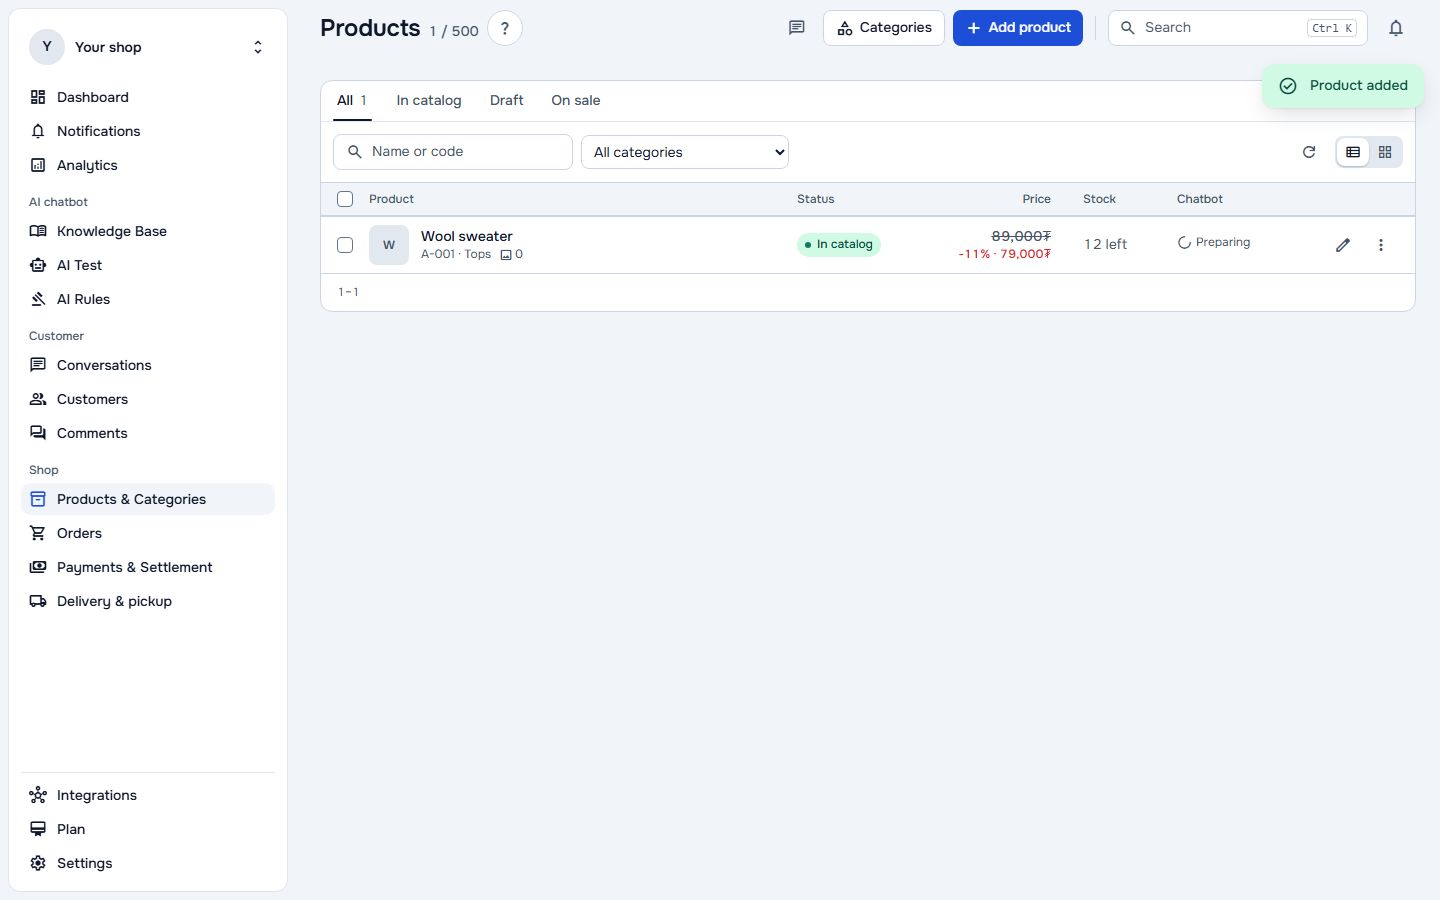 Y Your shop
Dashboard
Notifications
Analytics
AI chatbot
Knowledge Base
AI Test
AI Rules
Customer
Conversations
Customers
Comments
Shop
Products & Categories
Orders
Payments & Settlement
Delivery & pickup
Integrations
Plan
Settings
Products 1 / 500 ?
Categories
Add product
Search Ctrl K
Product added
All 1 In catalog Draft On sale
Name or code All categories
Product Status Price Stock Chatbot
W Wool sweater In catalog 89,000₮ 12 left Preparing
A-001 · Tops 0 -11% · 79,000₮
1–1